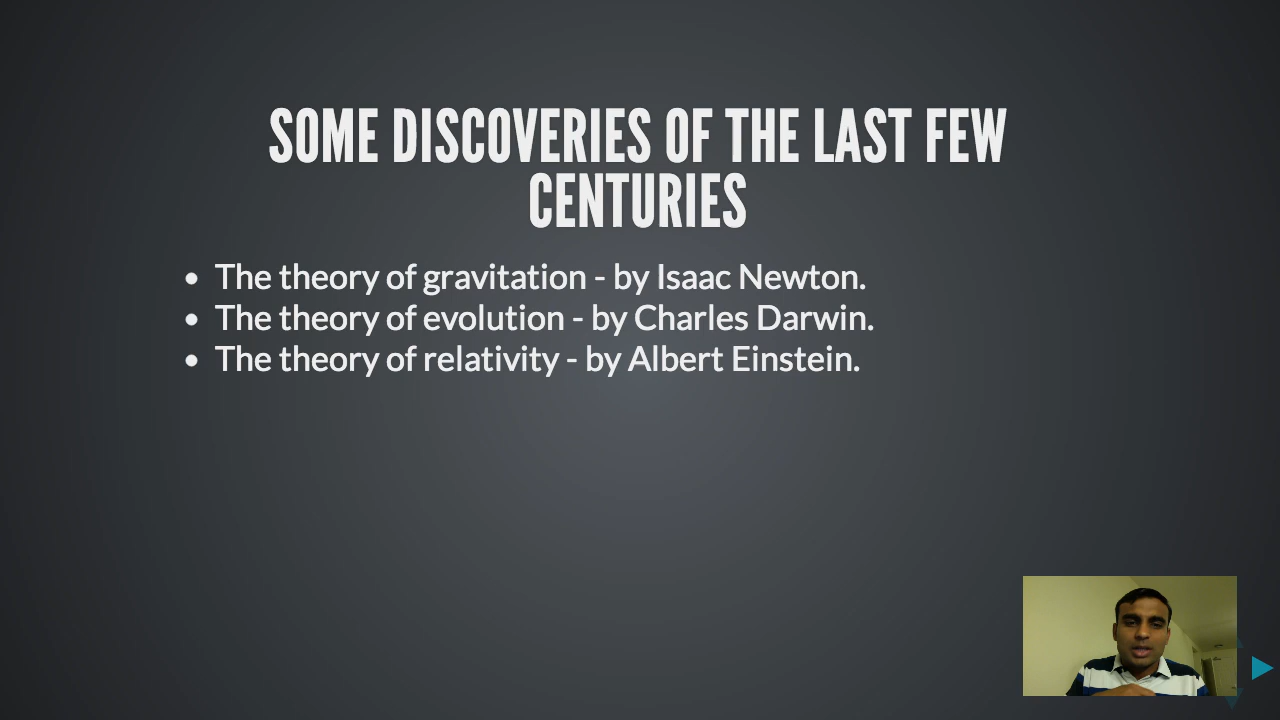 SOME DISCOVERIES OF THE LAST FEW
CENTURIES
• The theory of gravitation - by Isaac Newton.
• The theory of evolution - by Charles Darwin.
• The theory of relativity - by Albert Einstein.